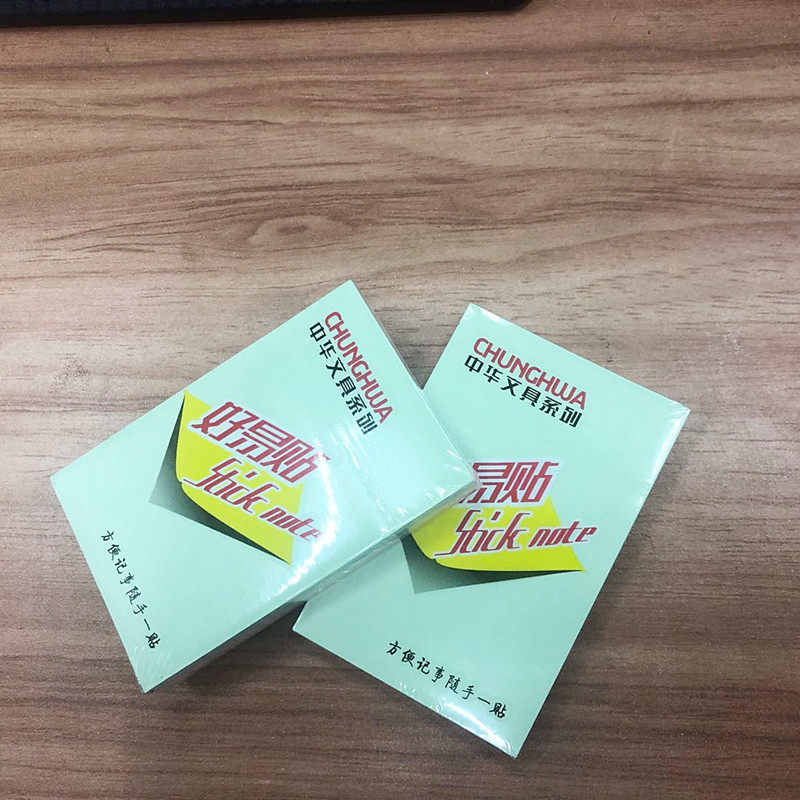 CHUNGHWA
中华文具系列
好易贴
Stick note
方便记事随手一贴
CHUNGHWA
中华文具系列
易贴
Stick note
方便记事随手一贴